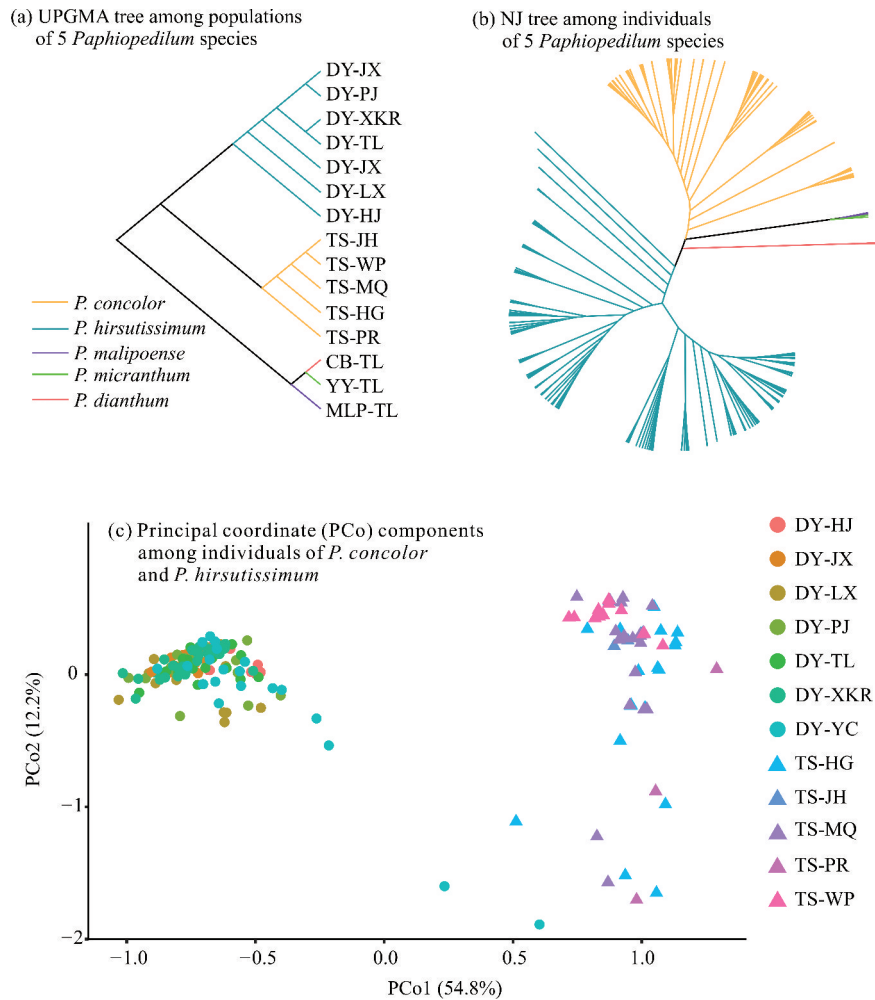 (a) UPGMA tree among populations
of 5 Paphiopedilum species
DY-JX
DY-PJ
DY-XKR
DY-TL
DY-JX
DY-LX
DY-HJ
TS-JH
TS-WP
TS-MQ
TS-HG
TS-PR
CB-TL
YY-TL
MLP-TL
P. concolor
P. hirsutissimum
P. malipoense
P. micranthum
P. dianthum
(b) NJ tree among individuals
of 5 Paphiopedilum species
(c) Principal coordinate (PCo) components
among individuals of P. concolor
and P. hirsutissimum
PCo2 (12.2%)
0
−1
−2
−1.0
−0.5
0.0
0.5
1.0
PCo1 (54.8%)
DY-HJ
DY-JX
DY-LX
DY-PJ
DY-TL
DY-XKR
DY-YC
TS-HG
TS-JH
TS-MQ
TS-PR
TS-WP